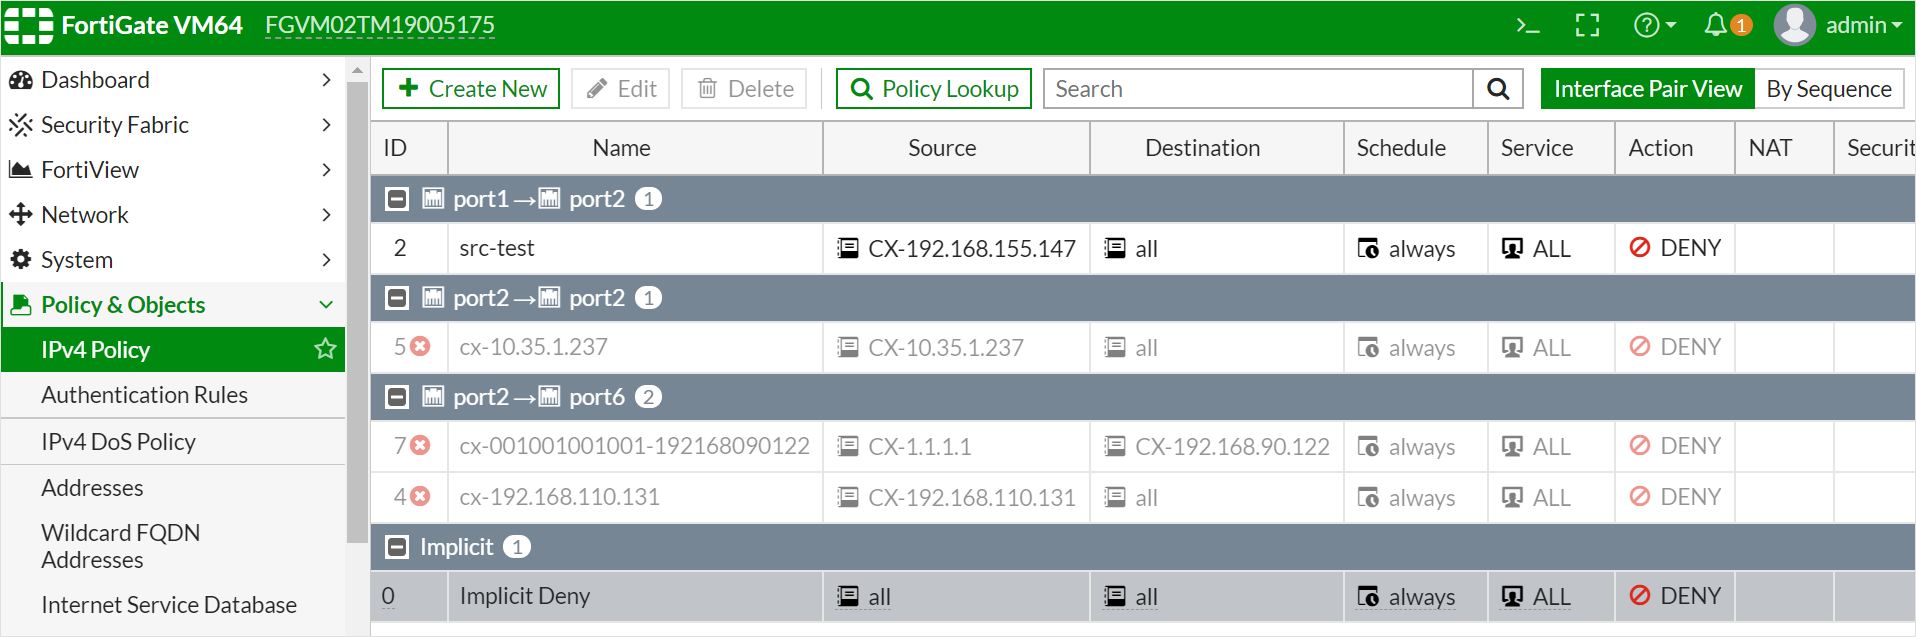 FortiGate VM64 FGVM02TM19005175 1 admin
Dashboard
Security Fabric
FortiView
Network
System
Policy & Objects
IPv4 Policy
Authentication Rules
IPv4 DoS Policy
Addresses
Wildcard FQDN
Addresses
Internet Service Database
Create New Edit Delete Policy Lookup Search Interface Pair View By Sequence
ID Name Source Destination Schedule Service Action NAT Securit
port1→ port2 1
2 src-test CX-192.168.155.147 all always ALL DENY
port2→ port2 1
5 cx-10.35.1.237 CX-10.35.1.237 all always ALL DENY
port2→ port6 2
7 cx-001001001001-192168090122 CX-1.1.1.1 CX-192.168.90.122 always ALL DENY
4 cx-192.168.110.131 CX-192.168.110.131 all always ALL DENY
Implicit 1
0 Implicit Deny all all always ALL DENY